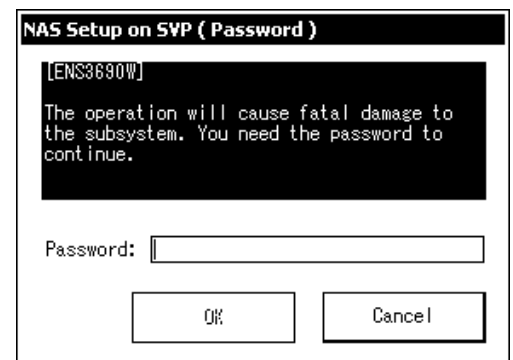 NAS Setup on SVP ( Password )
[ENS3690W]
The operation will cause fatal damage to
the subsystem. You need the password to
continue.
Password:
OK
Cancel